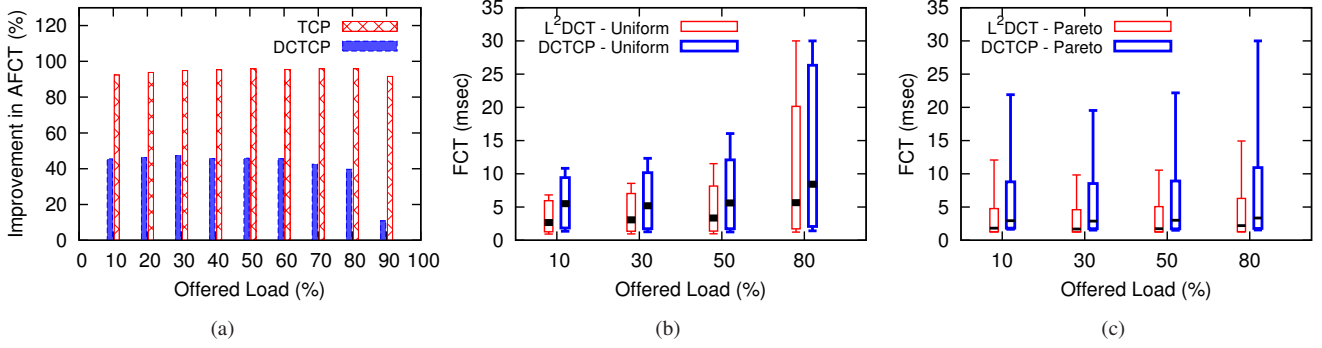 120
100
80
60
40
20
0
Improvement in AFCT (%)
TCP
DCTCP
0 10 20 30 40 50 60 70 80 90 100
Offered Load (%)
(a)
35
30
25
20
15
10
5
0
FCT (msec)
L²DCT - Uniform
DCTCP - Uniform
10 30 50 80
Offered Load (%)
(b)
35
30
25
20
15
10
5
0
FCT (msec)
L²DCT - Pareto
DCTCP - Pareto
10 30 50 80
Offered Load (%)
(c)